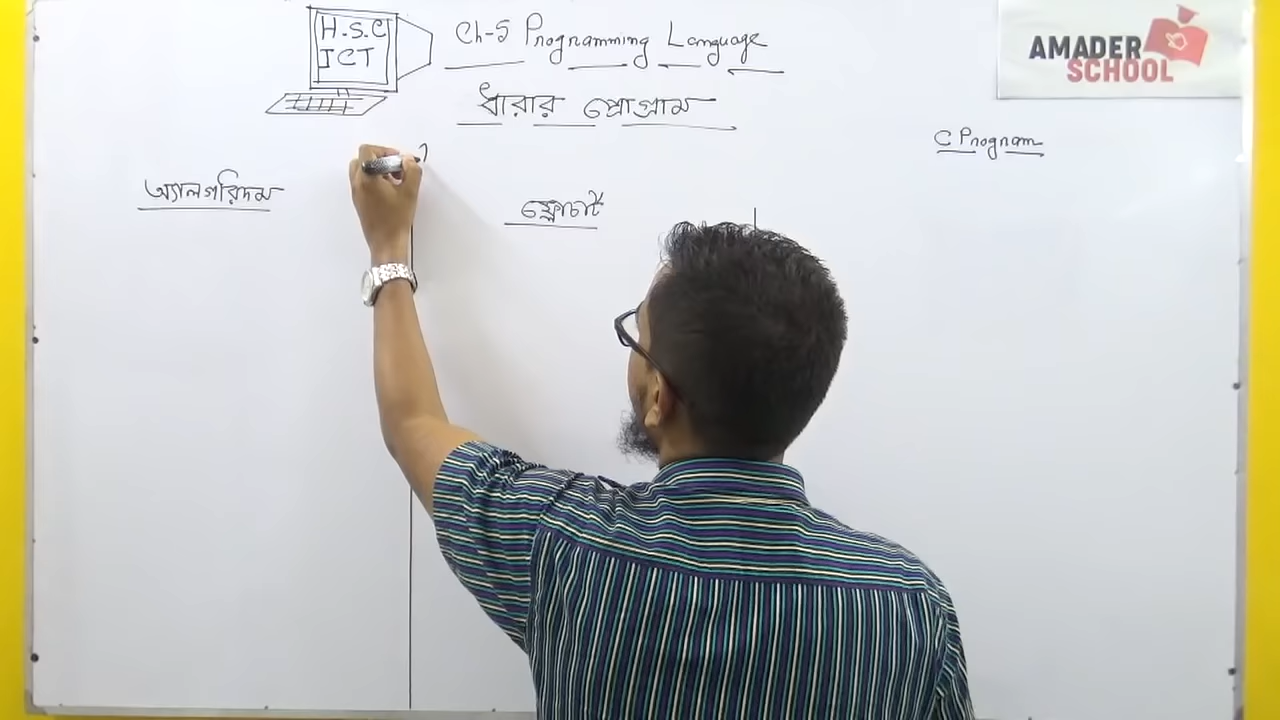 H.S.C
ICT
Ch-5 Programming Language
ধারার প্রোগ্রাম
AMADER
SCHOOL
C Program
অ্যালগরিদম
ফ্লোচার্ট